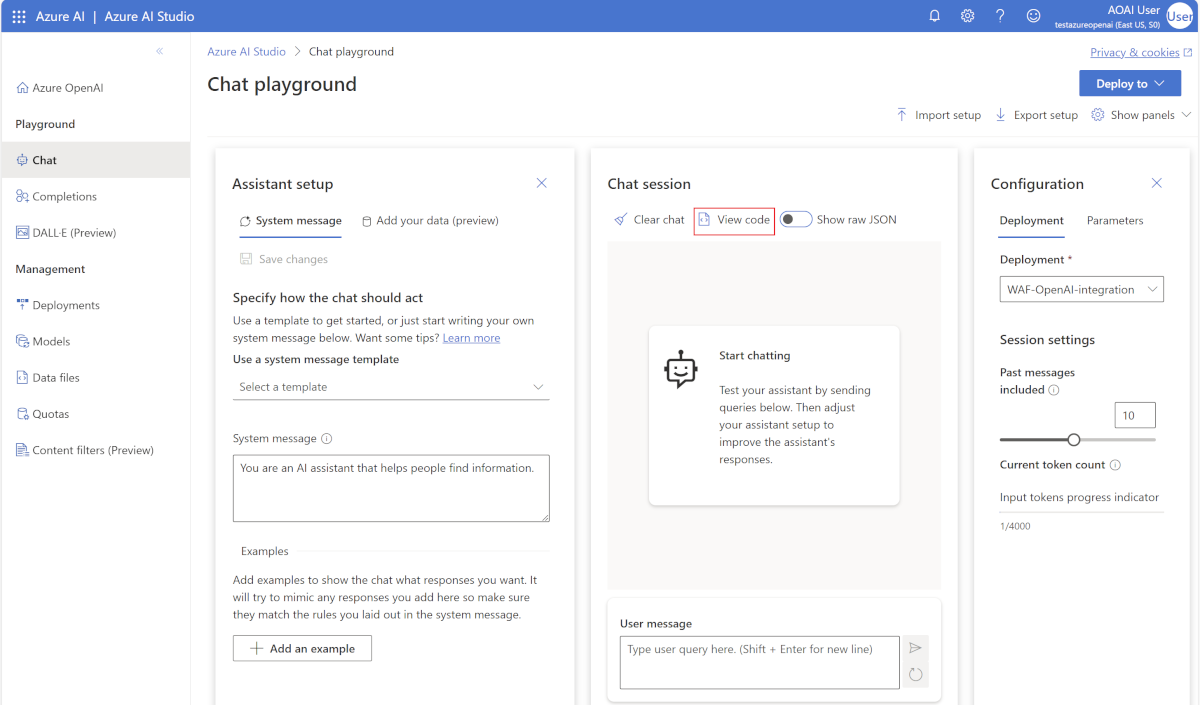 Azure AI | Azure AI Studio
AOAI User
testazureopenai (East US, S0)
User
Azure OpenAI
Playground
Chat
Completions
DALL·E (Preview)
Management
Deployments
Models
Data files
Quotas
Content filters (Preview)
Azure AI Studio > Chat playground
Privacy & cookies
Chat playground
Deploy to
Import setup
Export setup
Show panels
Assistant setup
System message
Add your data (preview)
Save changes
Specify how the chat should act
Use a template to get started, or just start writing your own
system message below. Want some tips? Learn more
Use a system message template
Select a template
System message
You are an AI assistant that helps people find information.
Examples
Add examples to show the chat what responses you want. It
will try to mimic any responses you add here so make sure
they match the rules you laid out in the system message.
Add an example
Chat session
Clear chat
View code
Show raw JSON
Start chatting
Test your assistant by sending
queries below. Then adjust
your assistant setup to
improve the assistant's
responses.
User message
Type user query here. (Shift + Enter for new line)
Configuration
Deployment
Parameters
Deployment *
WAF-OpenAI-integration
Session settings
Past messages
included
10
Current token count
Input tokens progress indicator
1/4000